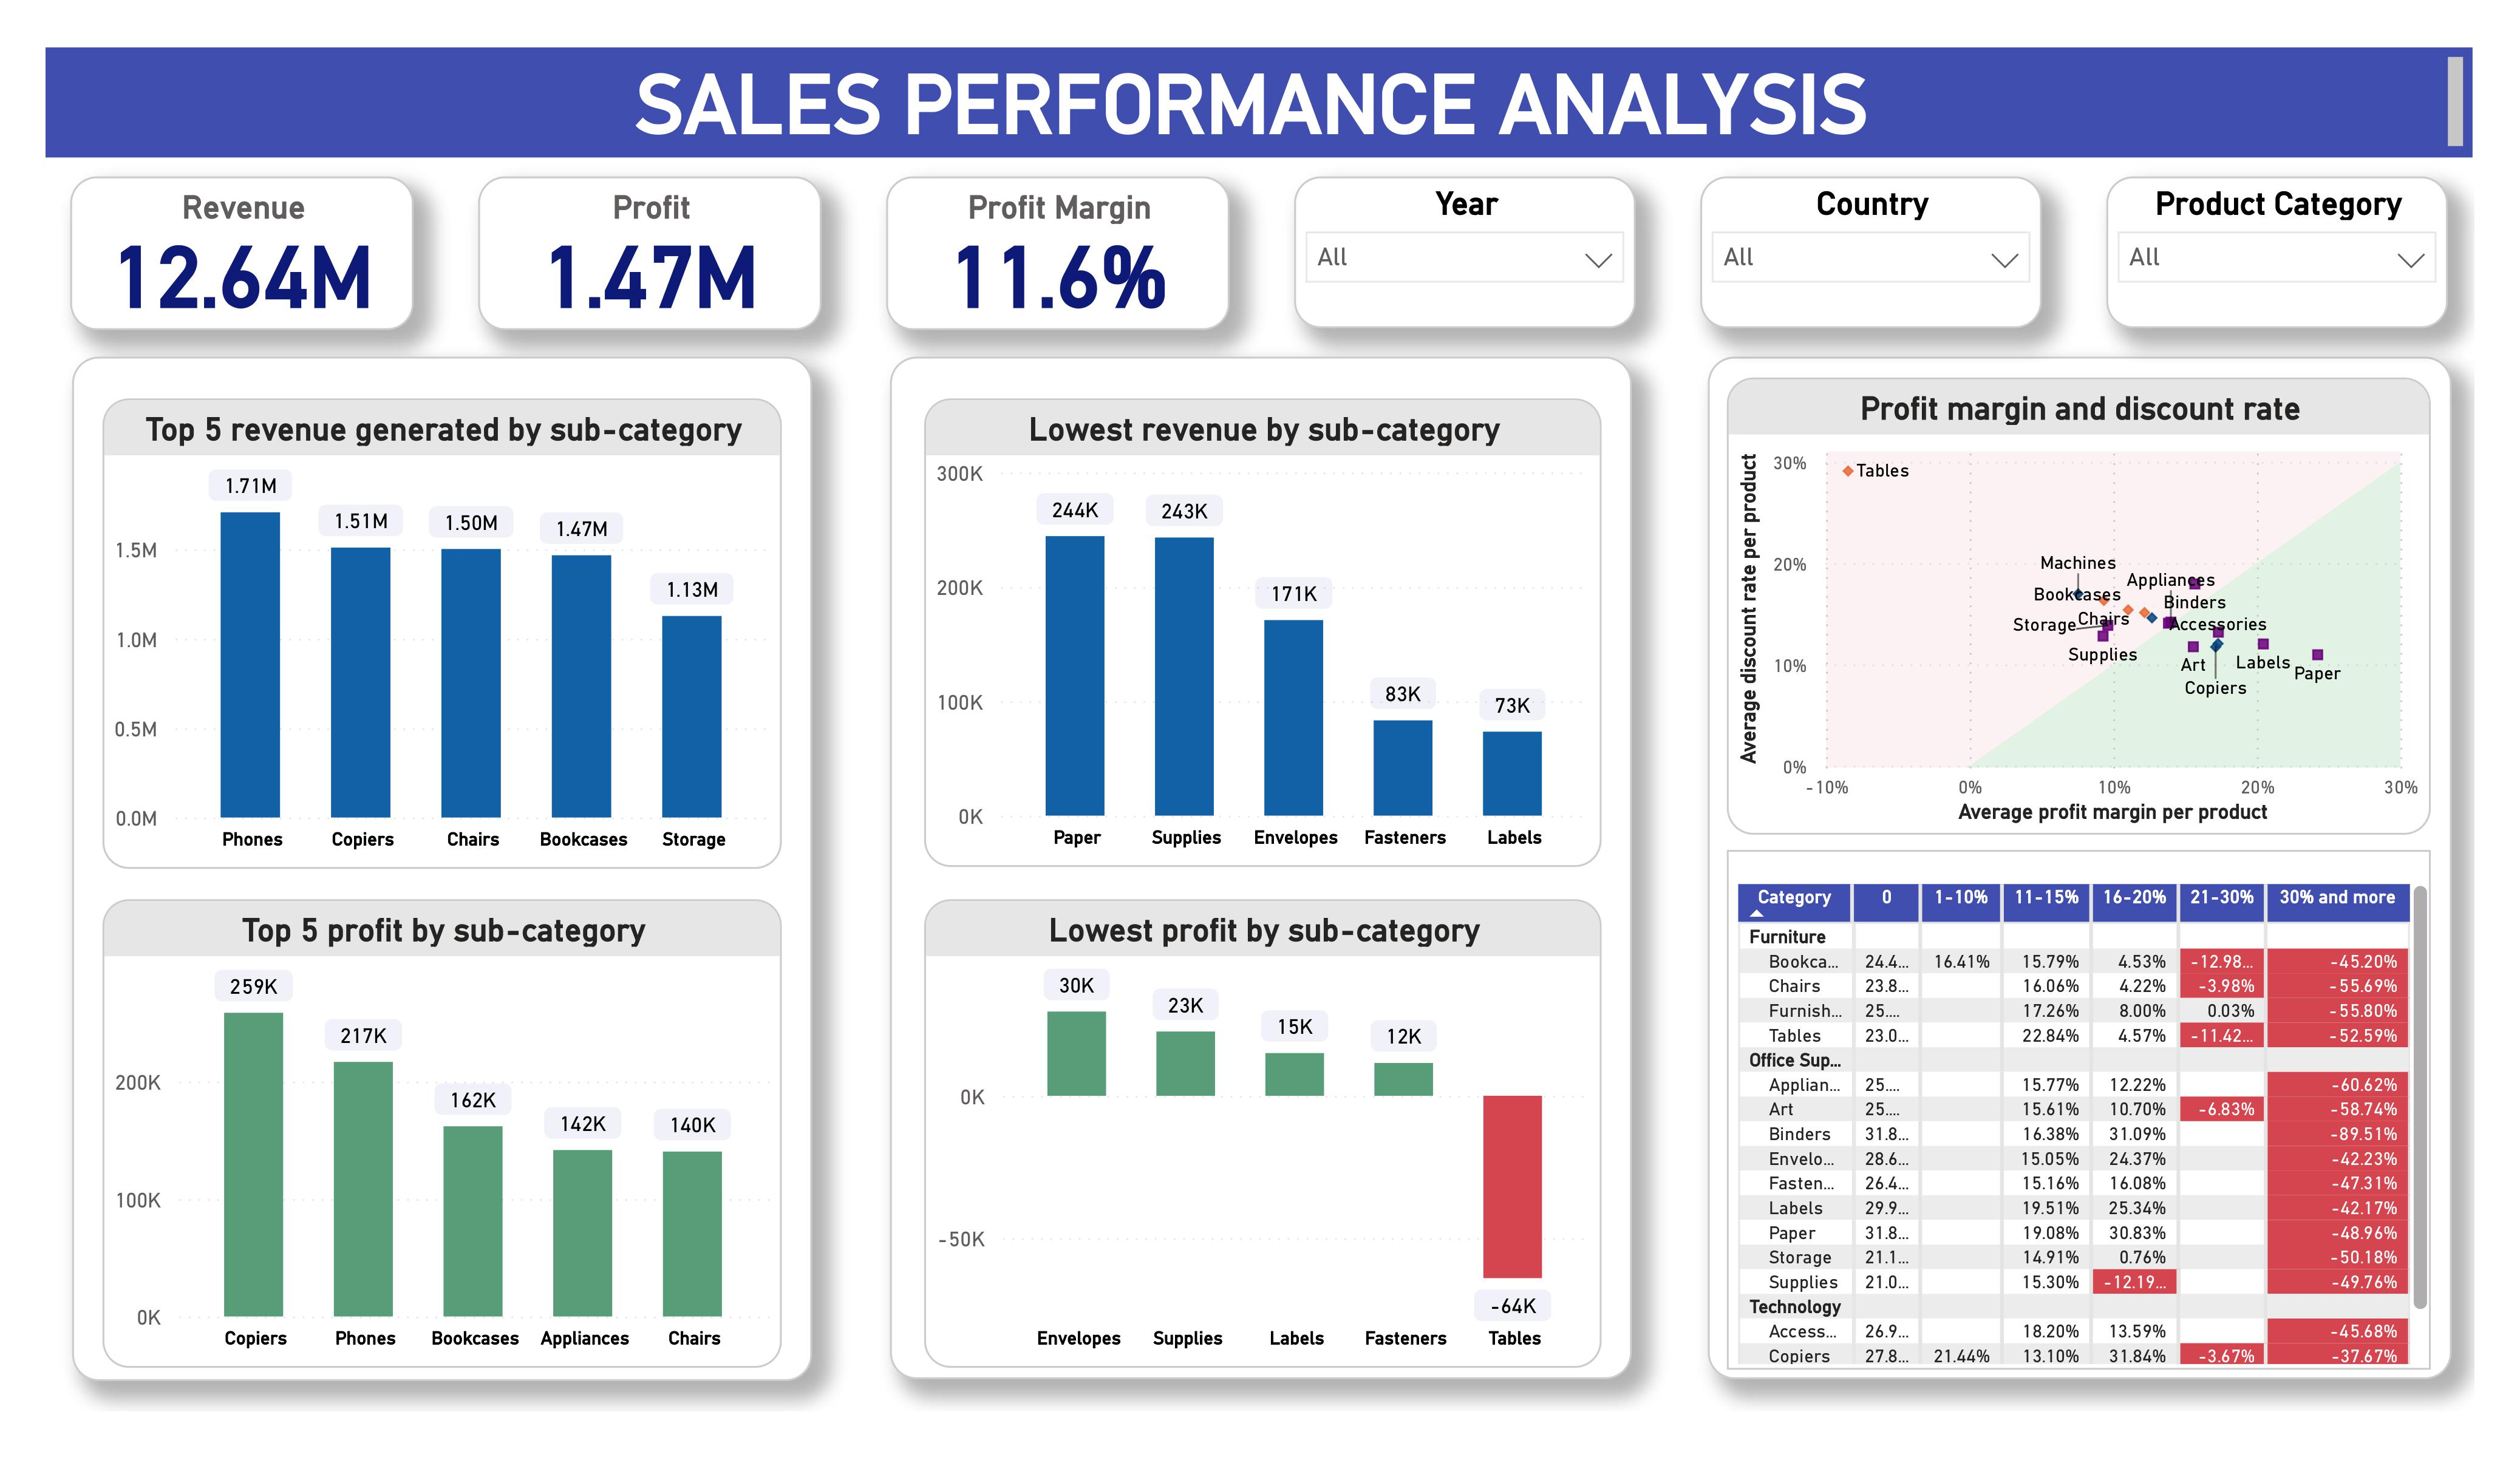 SALES PERFORMANCE ANALYSIS
Revenue
12.64M
Profit
1.47M
Profit Margin
11.6%
Year
All
Country
All
Product Category
All
Top 5 revenue generated by sub-category
1.71M
1.51M
1.50M
1.47M
1.13M
1.5M
1.0M
0.5M
0.0M
Phones Copiers Chairs Bookcases Storage
Top 5 profit by sub-category
259K
217K
162K
142K
140K
200K
100K
0K
Copiers Phones Bookcases Appliances Chairs
Lowest revenue by sub-category
300K
200K
100K
0K
244K
243K
171K
83K
73K
Paper Supplies Envelopes Fasteners Labels
Lowest profit by sub-category
30K
23K
15K
12K
-64K
0K
-50K
Envelopes Supplies Labels Fasteners Tables
Profit margin and discount rate
Average discount rate per product
30%
20%
10%
0%
Tables
Machines
Appliances
Bookcases
Binders
Storage
Chairs
Accessories
Supplies
Art
Labels
Paper
Copiers
-10% 0% 10% 20% 30%
Average profit margin per product
Category 0 1-10% 11-15% 16-20% 21-30% 30% and more
Furniture
Bookca... 24.4... 16.41% 15.79% 4.53% -12.98... -45.20%
Chairs 23.8... 16.06% 4.22% -3.98% -55.69%
Furnish... 25.... 17.26% 8.00% 0.03% -55.80%
Tables 23.0... 22.84% 4.57% -11.42... -52.59%
Office Sup...
Applian... 25.... 15.77% 12.22% -60.62%
Art 25.... 15.61% 10.70% -6.83% -58.74%
Binders 31.8... 16.38% 31.09% -89.51%
Envelo... 28.6... 15.05% 24.37% -42.23%
Fasten... 26.4... 15.16% 16.08% -47.31%
Labels 29.9... 19.51% 25.34% -42.17%
Paper 31.8... 19.08% 30.83% -48.96%
Storage 21.1... 14.91% 0.76% -50.18%
Supplies 21.0... 15.30% -12.19... -49.76%
Technology
Access... 26.9... 18.20% 13.59% -45.68%
Copiers 27.8... 21.44% 13.10% 31.84% -3.67% -37.67%